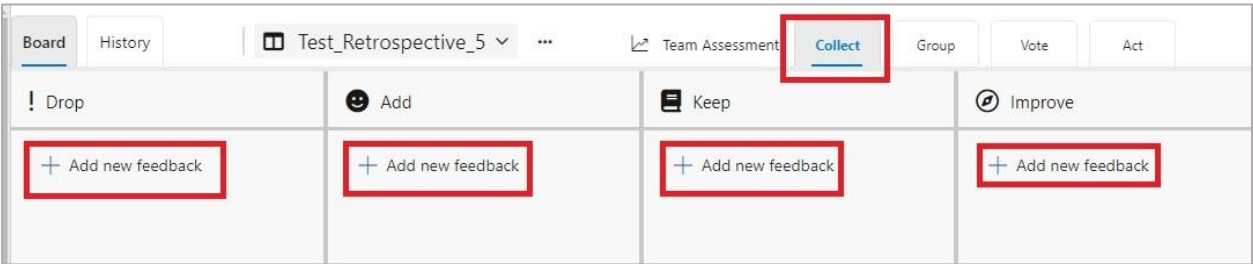 Board History Test_Retrospective_5 ... Team Assessment Collect Group Vote Act
! Drop Add Keep Improve
+ Add new feedback + Add new feedback + Add new feedback + Add new feedback